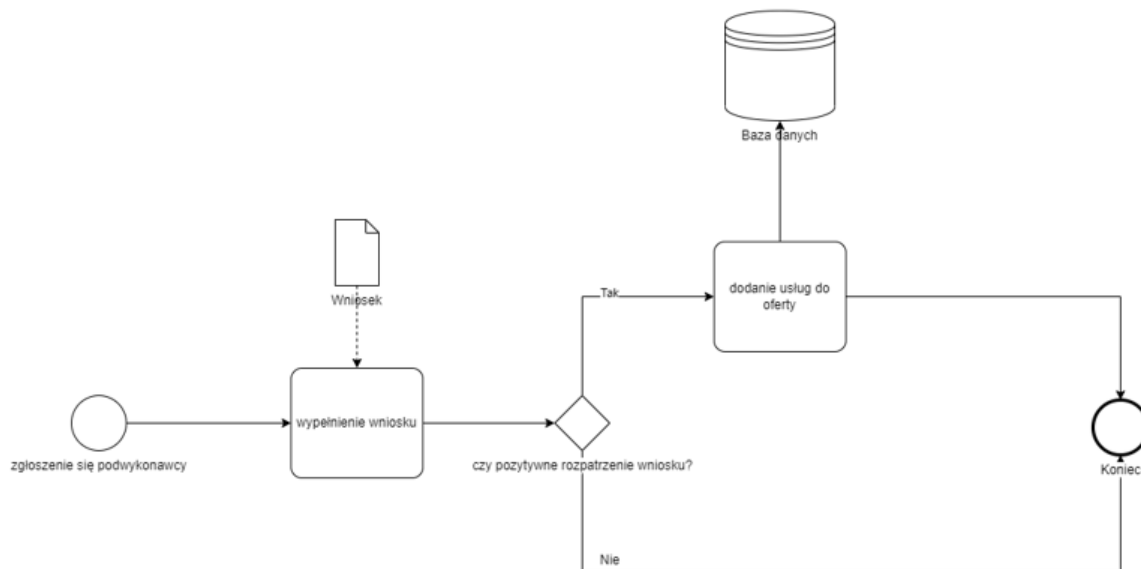 Baza danych
Wniosek
Tak
dodanie usług do
oferty
wypełnienie wniosku
zgłoszenie się podwykonawcy
czy pozytywne rozpatrzenie wniosku?
Koniec
Nie